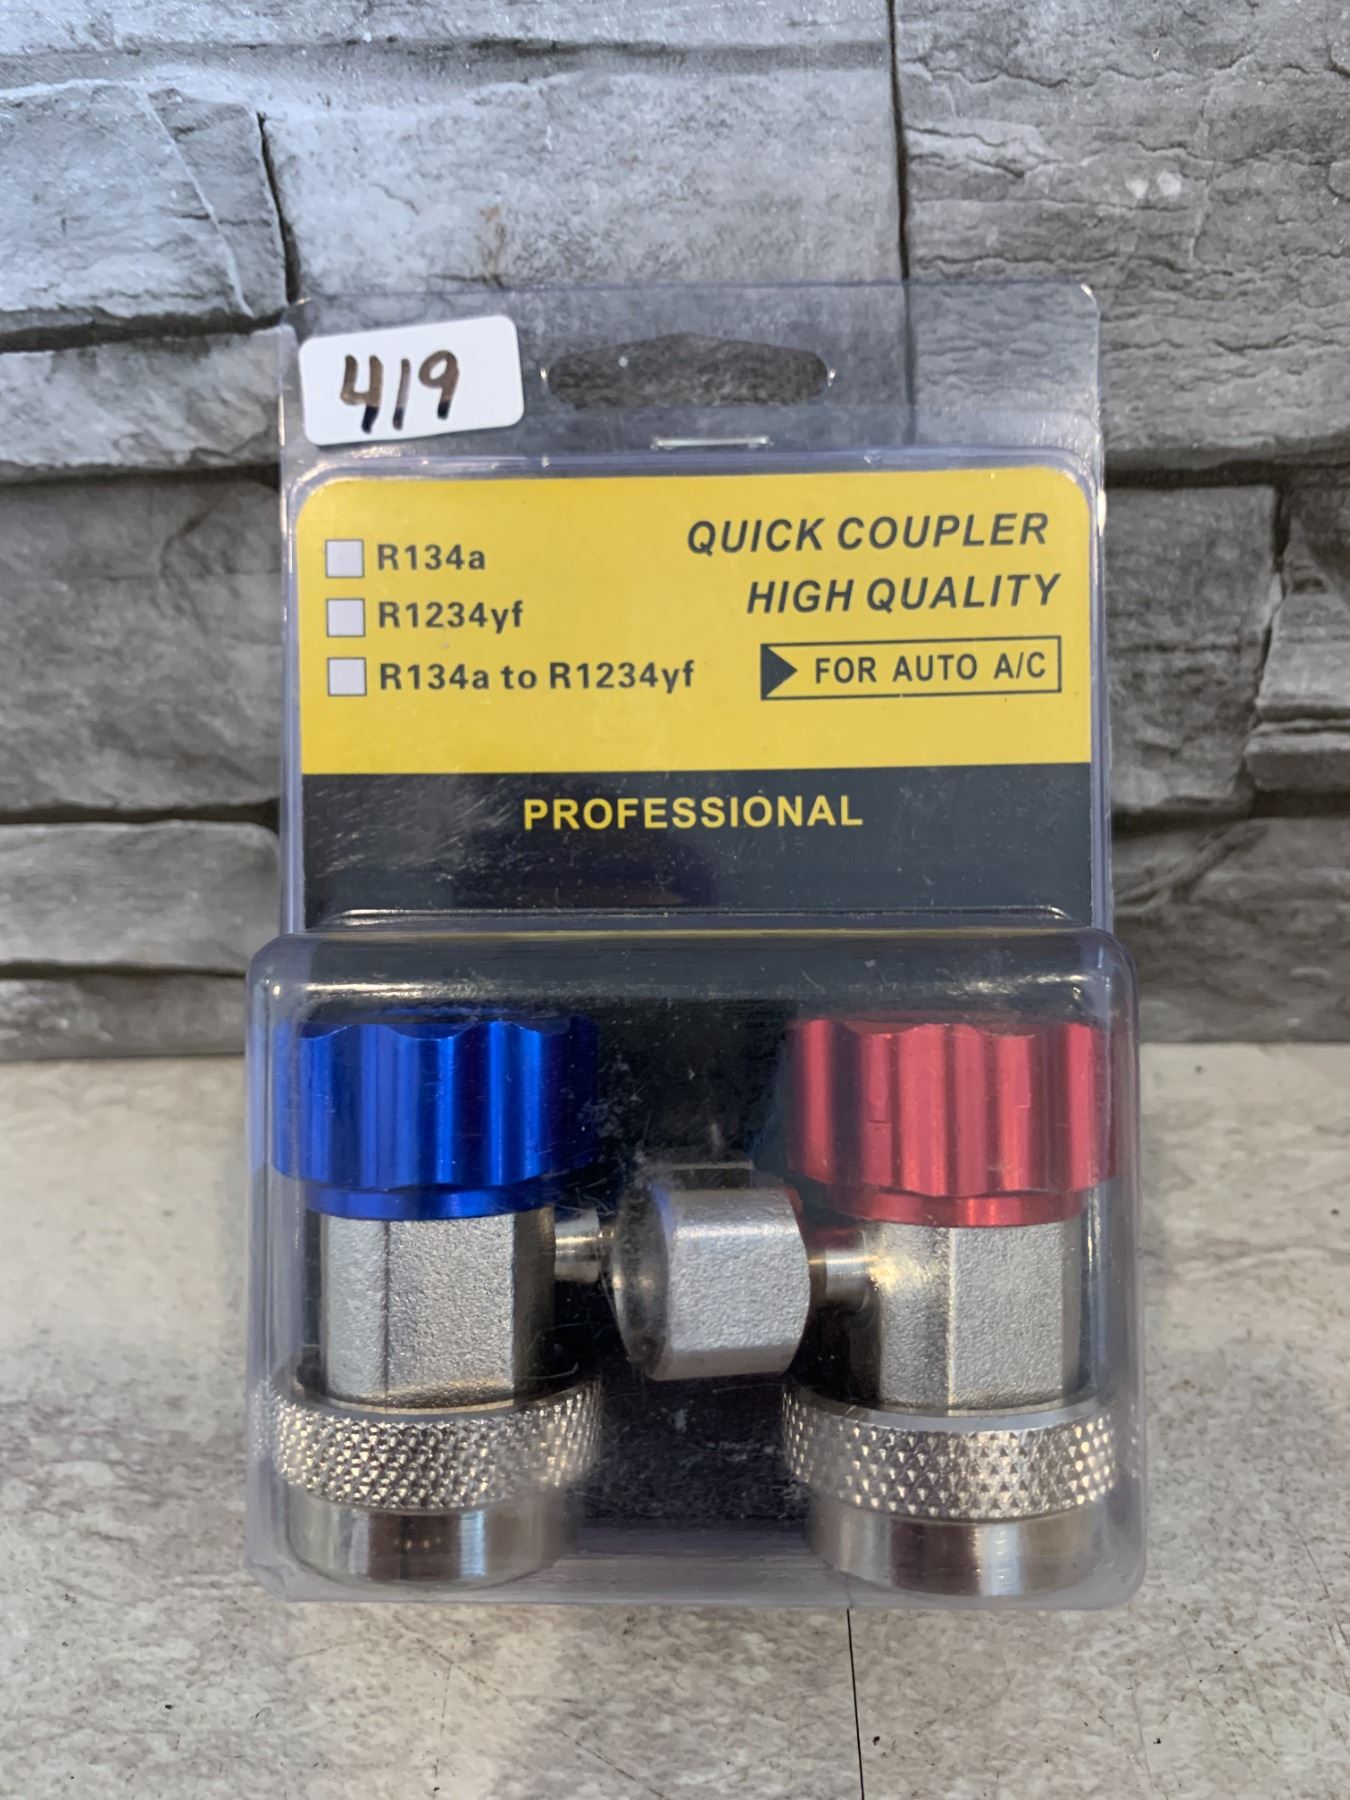 419
R134a
R1234yf
R134a to R1234yf
QUICK COUPLER
HIGH QUALITY
FOR AUTO A/C
PROFESSIONAL